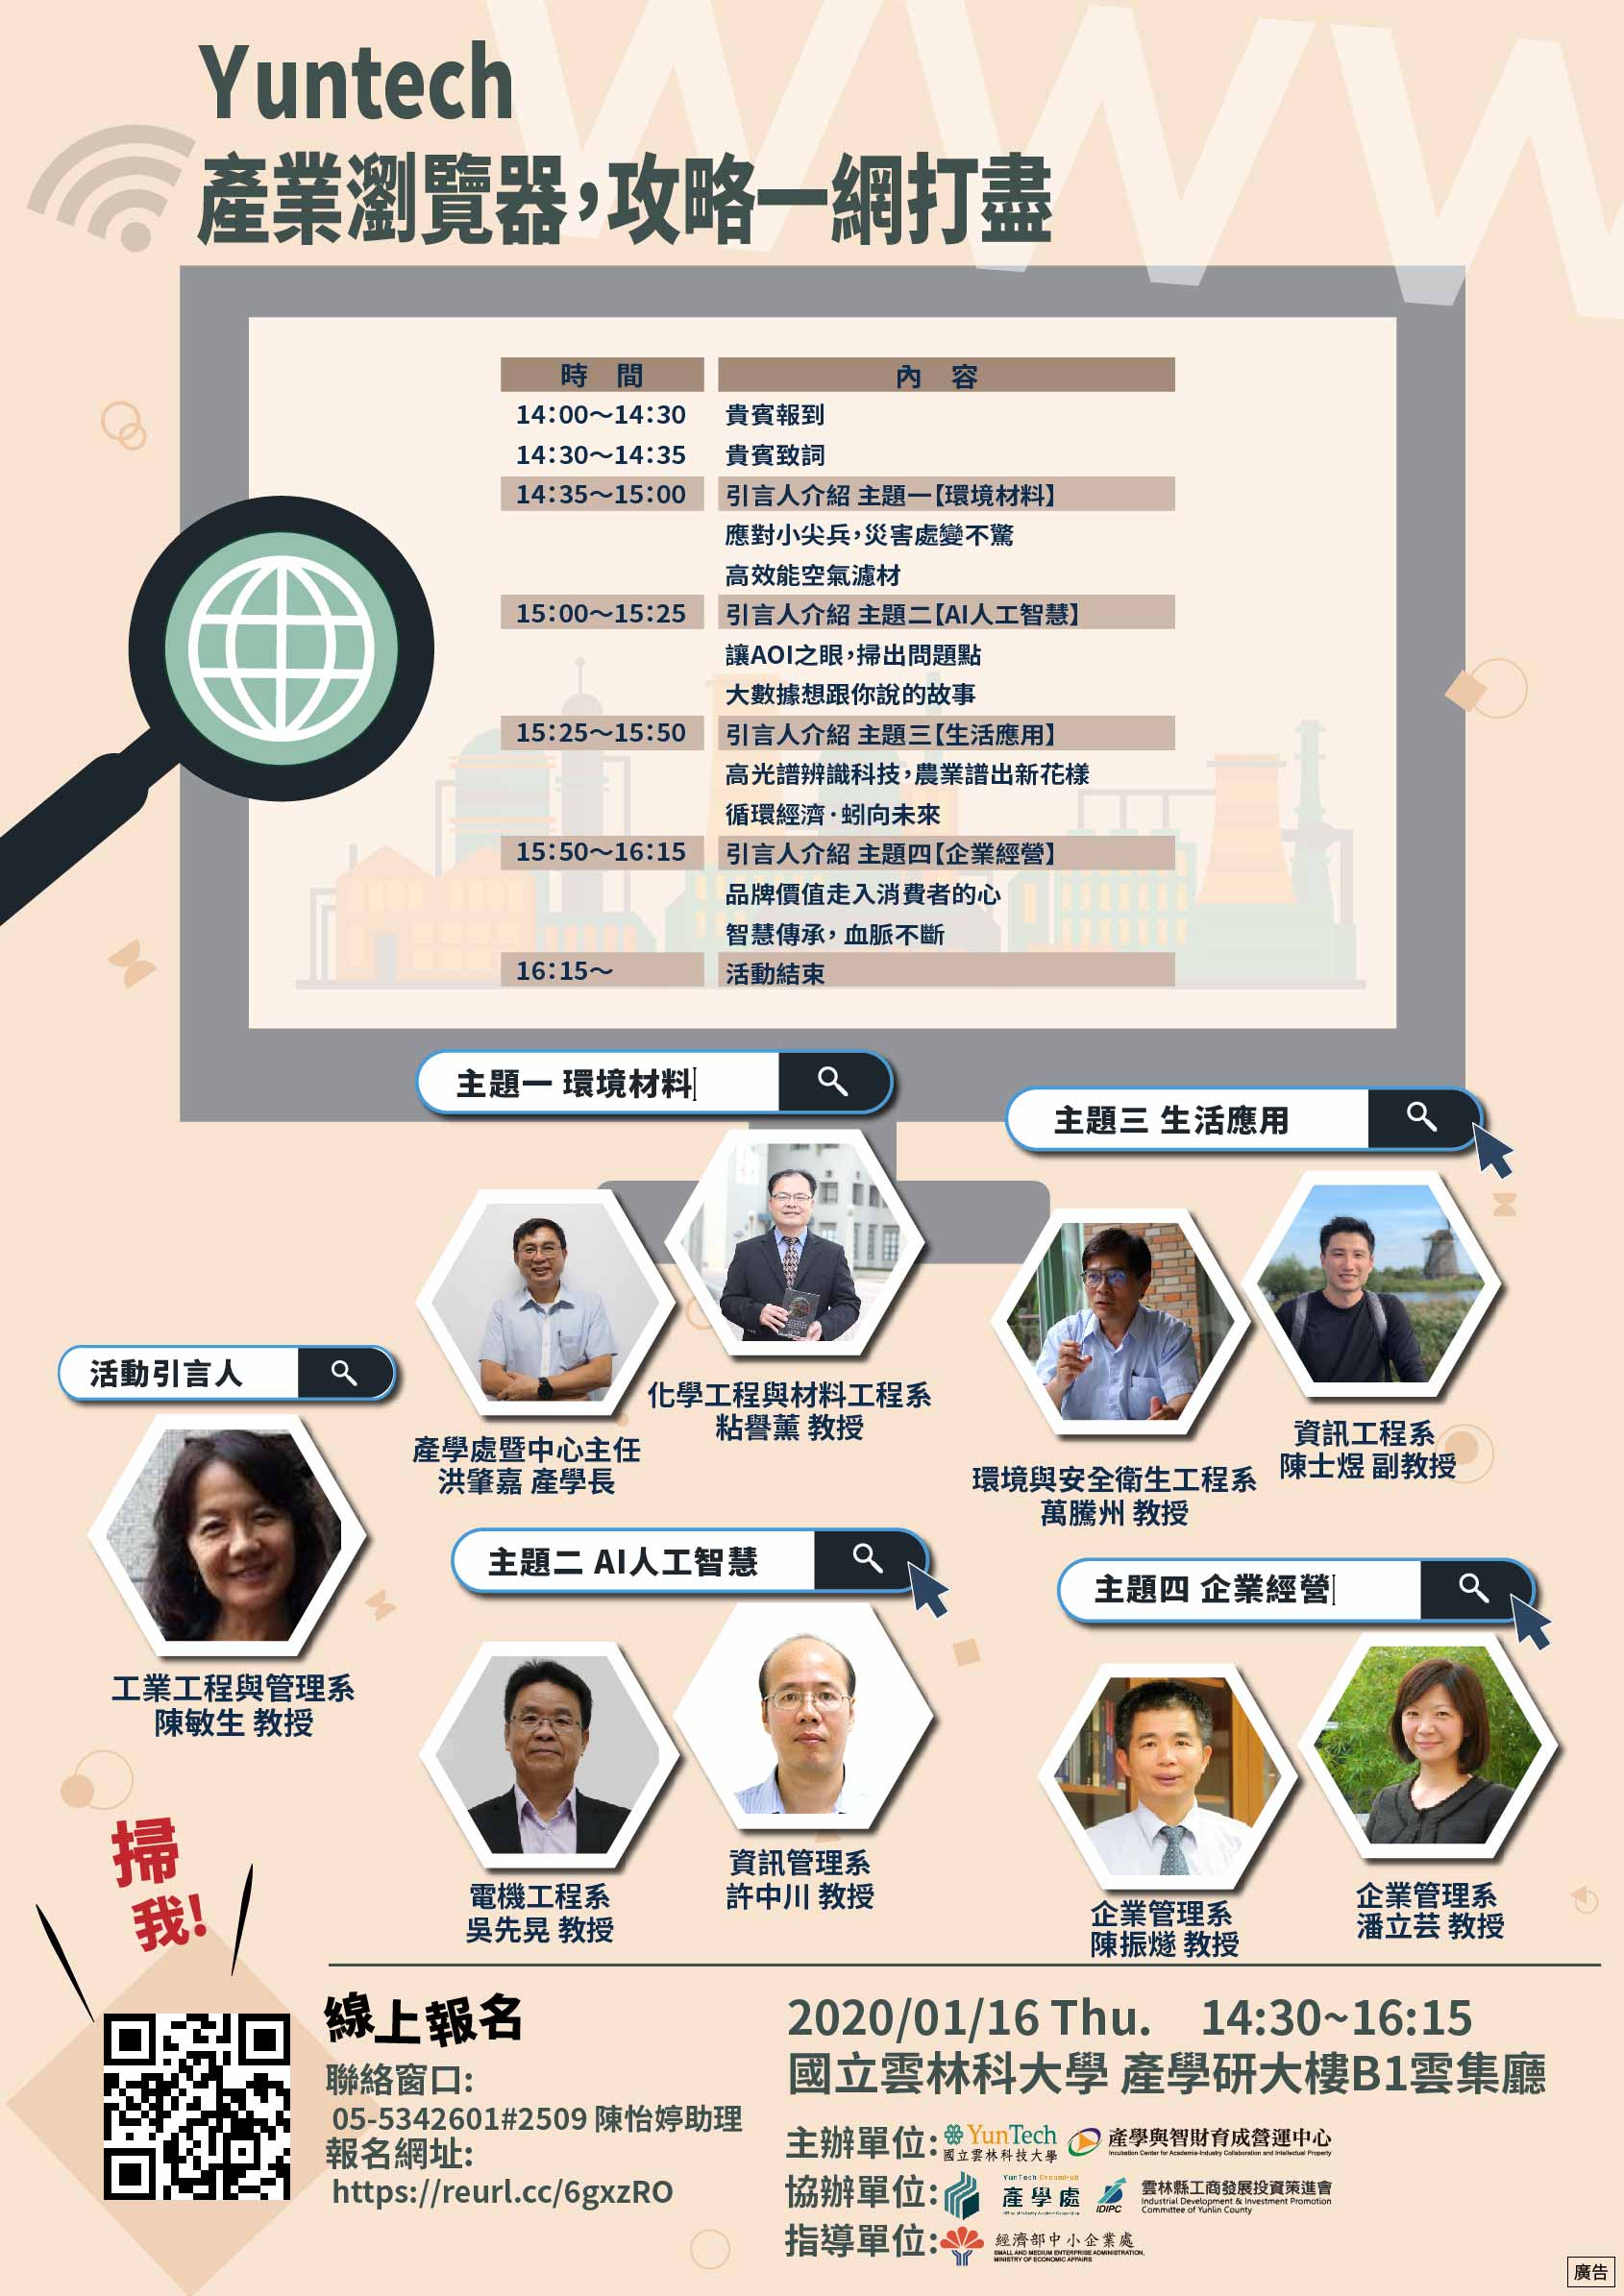 WWW
Yuntech
產業瀏覽器，攻略一網打盡
時 間 內 容
14：00～14：30 貴賓報到
14：30～14：35 貴賓致詞
14：35～15：00 引言人介紹 主題一【環境材料】
應對小尖兵，災害處變不驚
高效能空氣濾材
15：00～15：25 引言人介紹 主題二【AI人工智慧】
讓AOI之眼，掃出問題點
大數據想跟你說的故事
15：25～15：50 引言人介紹 主題三【生活應用】
高光譜辨識科技，農業譜出新花樣
循環經濟·蚓向未來
15：50～16：15 引言人介紹 主題四【企業經營】
品牌價值走入消費者的心
智慧傳承，血脈不斷
16：15～ 活動結束
主題一 環境材料
產學處暨中心主任
洪肇嘉 產學長
化學工程與材料工程系
粘譽薰 教授
主題三 生活應用
環境與安全衛生工程系
萬騰州 教授
資訊工程系
陳士煜 副教授
活動引言人
工業工程與管理系
陳敏生 教授
主題二 AI人工智慧
電機工程系
吳先晃 教授
資訊管理系
許中川 教授
主題四 企業經營
企業管理系
陳振燧 教授
企業管理系
潘立芸 教授
掃
我!
線上報名
聯絡窗口:
05-5342601#2509 陳怡婷助理
報名網址:
https://reurl.cc/6gxzRO
2020/01/16 Thu. 14:30~16:15
國立雲林科大學 產學研大樓B1雲集廳
主辦單位: YunTech 國立雲林科技大學 產學與智財育成營運中心
Incubation Center for Academia-Industry Collaboration and Intellectual Property
協辦單位: YunTech DreamHub 產學處 IDIPC 雲林縣工商發展投資策進會
Industrial Development & Investment Promotion
Committee of Yunlin County
指導單位: 經濟部中小企業處
SMALL AND MEDIUM ENTERPRISE ADMINISTRATION,
MINISTRY OF ECONOMIC AFFAIRS
廣告